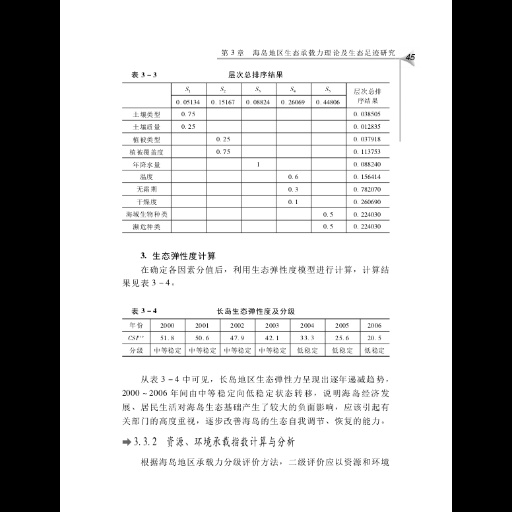 第 3 章　海岛地区生态承载力理论及生态足迹研究
45
表 3－3　层次总排序结果
S₁　S₂　S₃　S₄　S₅　层次总排序结果
0.05134　0.15167　0.08824　0.26069　0.44806
土壤类型　0.75　0.038505
土壤质量　0.25　0.012835
植被类型　0.25　0.037918
植被覆盖度　0.75　0.113753
年降水量　1　0.088240
温度　0.6　0.156414
无霜期　0.3　0.782070
干燥度　0.1　0.260690
海域生物种类　0.5　0.224030
濒危种类　0.5　0.224030
3. 生态弹性度计算
在确定各因素分值后，利用生态弹性度模型进行计算，计算结
果见表 3－4。
表 3－4　长岛生态弹性度及分级
年份　2000　2001　2002　2003　2004　2005　2006
51.8　50.6　47.9　42.1　33.3　25.6　20.5
分级　中等稳定　中等稳定　中等稳定　中等稳定　低稳定　低稳定　低稳定
从表 3－4 中可见，长岛地区生态弹性力呈现出逐年递减趋势，
2000～2006 年间由中等稳定向低稳定状态转移，说明海岛经济发
展、居民生活对海岛生态基础产生了较大的负面影响，应该引起有
关部门的高度重视，逐步改善海岛的生态自我调节、恢复的能力。
3.3.2　资源、环境承载指数计算与分析
根据海岛地区承载力分级评价方法，二级评价应以资源和环境